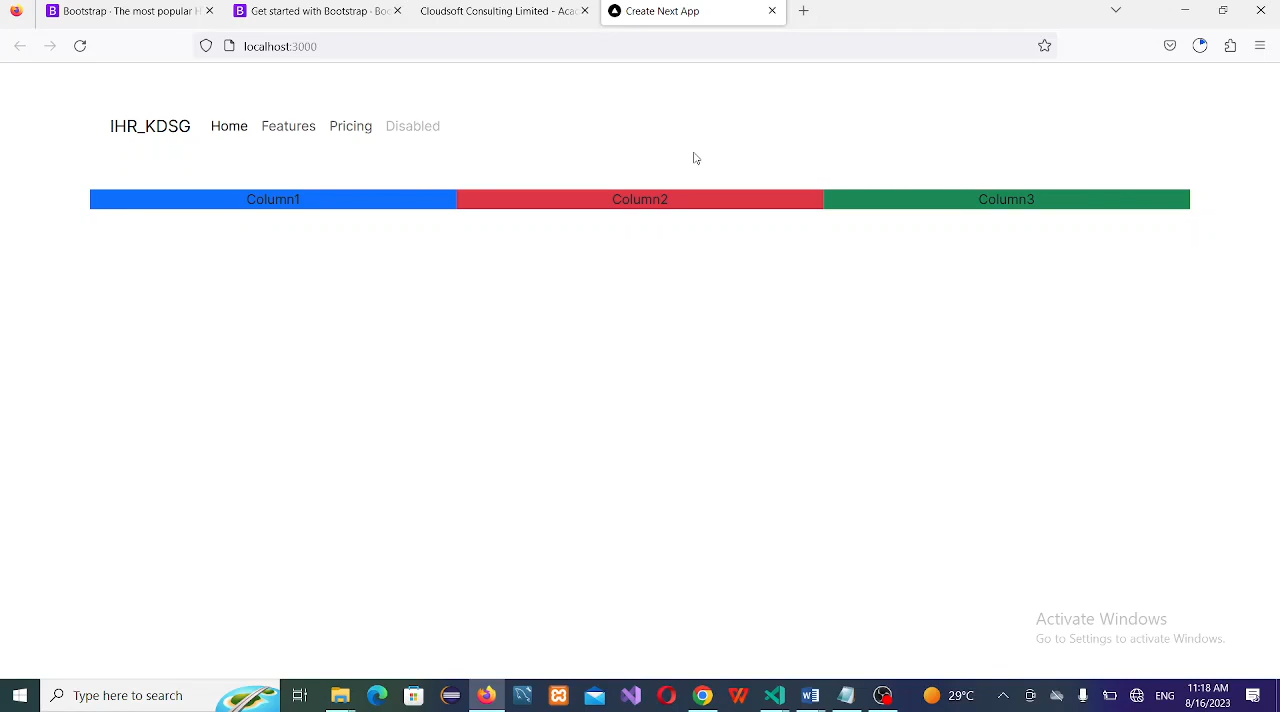 Bootstrap · The most popular H
Get started with Bootstrap · Boo
Cloudsoft Consulting Limited - Acad
Create Next App
localhost:3000
IHR_KDSG Home Features Pricing Disabled
Column1 Column2 Column3
Activate Windows
Go to Settings to activate Windows.
Type here to search
29°C
ENG
11:18 AM
8/16/2023